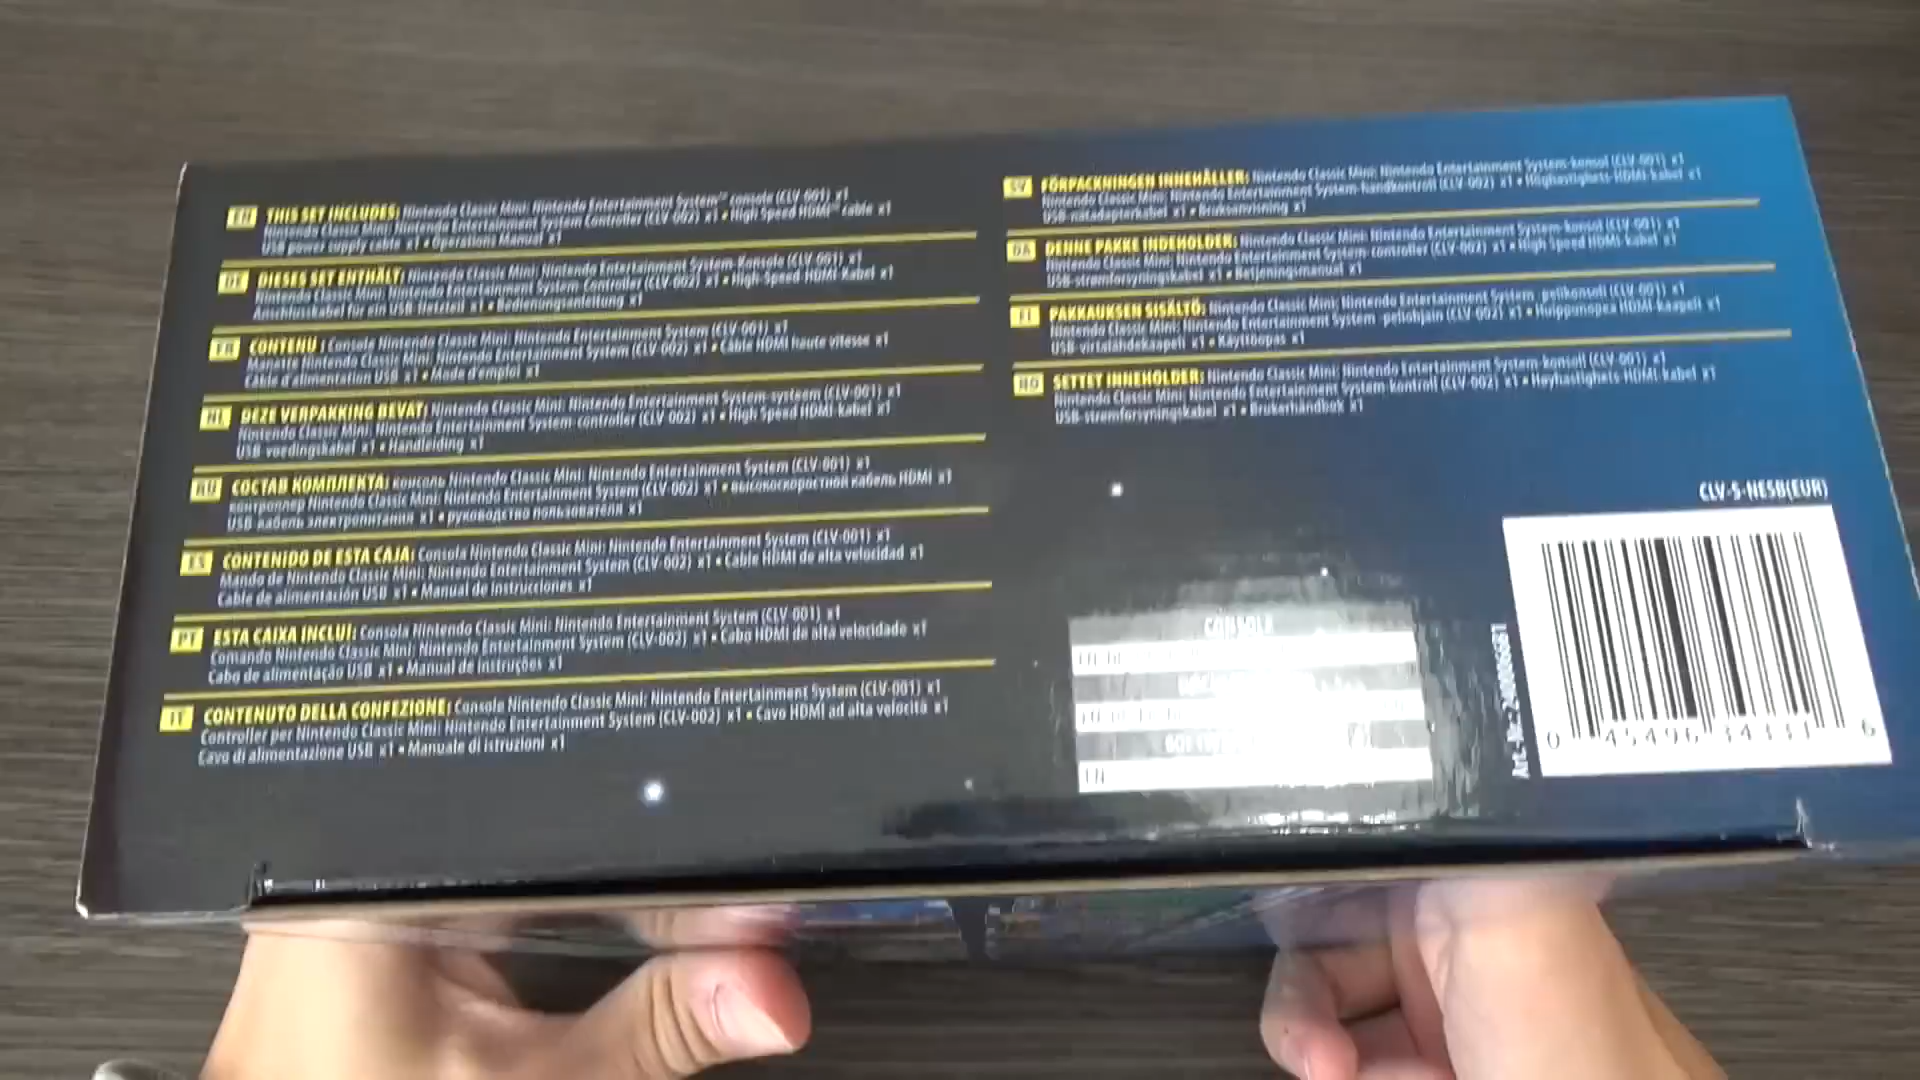 EN THIS SET INCLUDES: Nintendo Classic Mini: Nintendo Entertainment System™ console (CLV-001) x1
Nintendo Classic Mini: Nintendo Entertainment System Controller (CLV-002) x1 • High Speed HDMI™ cable x1
USB power supply cable x1 • Operations Manual x1
DE DIESES SET ENTHÄLT: Nintendo Classic Mini: Nintendo Entertainment System-Konsole (CLV-001) x1
Nintendo Classic Mini: Nintendo Entertainment System Controller (CLV-002) x1 • High-Speed HDMI-Kabel x1
Anschlusskabel für ein USB-Netzteil x1 • Bedienungsanleitung x1
FR CONTENU : Console Nintendo Classic Mini: Nintendo Entertainment System (CLV-001) x1
Manette Nintendo Classic Mini: Nintendo Entertainment System (CLV-002) x1 • Câble HDMI haute vitesse x1
Câble d'alimentation USB x1 • Mode d'emploi x1
NL DEZE VERPAKKING BEVAT: Nintendo Classic Mini: Nintendo Entertainment System-systeem (CLV-001) x1
Nintendo Classic Mini: Nintendo Entertainment System-controller (CLV-002) x1 • High Speed HDMI-kabel x1
USB-voedingskabel x1 • Handleiding x1
RU СОСТАВ КОМПЛЕКТА: консоль Nintendo Classic Mini: Nintendo Entertainment System (CLV-001) x1
контроллер Nintendo Classic Mini: Nintendo Entertainment System (CLV-002) x1 • высокоскоростной кабель HDMI x1
USB-кабель электропитания x1 • руководство пользователя x1
ES CONTENIDO DE ESTA CAJA: Consola Nintendo Classic Mini: Nintendo Entertainment System (CLV-001) x1
Mando de Nintendo Classic Mini: Nintendo Entertainment System (CLV-002) x1 • Cable HDMI de alta velocidad x1
Cable de alimentación USB x1 • Manual de instrucciones x1
PT ESTA CAIXA INCLUI: Consola Nintendo Classic Mini: Nintendo Entertainment System (CLV-001) x1
Comando Nintendo Classic Mini: Nintendo Entertainment System (CLV-002) x1 • Cabo HDMI de alta velocidade x1
Cabo de alimentação USB x1 • Manual de instruções x1
IT CONTENUTO DELLA CONFEZIONE: Console Nintendo Classic Mini: Nintendo Entertainment System (CLV-001) x1
Controller per Nintendo Classic Mini: Nintendo Entertainment System (CLV-002) x1 • Cavo HDMI ad alta velocità x1
Cavo di alimentazione USB x1 • Manuale di istruzioni x1
SV FÖRPACKNINGEN INNEHÅLLER: Nintendo Classic Mini: Nintendo Entertainment System-konsol (CLV-001) x1
Nintendo Classic Mini: Nintendo Entertainment System-handkontroll (CLV-002) x1 • Höghastighets-HDMI-kabel x1
USB-nätadapterkabel x1 • Bruksanvisning x1
DA DENNE PAKKE INDEHOLDER: Nintendo Classic Mini: Nintendo Entertainment System-konsol (CLV-001) x1
Nintendo Classic Mini: Nintendo Entertainment System-controller (CLV-002) x1 • High Speed HDMI-kabel x1
USB-strømforsyningskabel x1 • Betjeningsmanual x1
FI PAKKAUKSEN SISÄLTÖ: Nintendo Classic Mini: Nintendo Entertainment System -pelikonsoli (CLV-001) x1
Nintendo Classic Mini: Nintendo Entertainment System -peliohjain (CLV-002) x1 • Huippunopea HDMI-kaapeli x1
USB-virtalähdekaapeli x1 • Käyttöopas x1
NO SETTET INNEHOLDER: Nintendo Classic Mini: Nintendo Entertainment System-konsoll (CLV-001) x1
Nintendo Classic Mini: Nintendo Entertainment System-kontroll (CLV-002) x1 • Høyhastighets-HDMI-kabel x1
USB-strømforsyningskabel x1 • Brukerhåndbok x1
CLV-S-NESB(EUR)
CONSOLE
EN
0 45496 34331 6